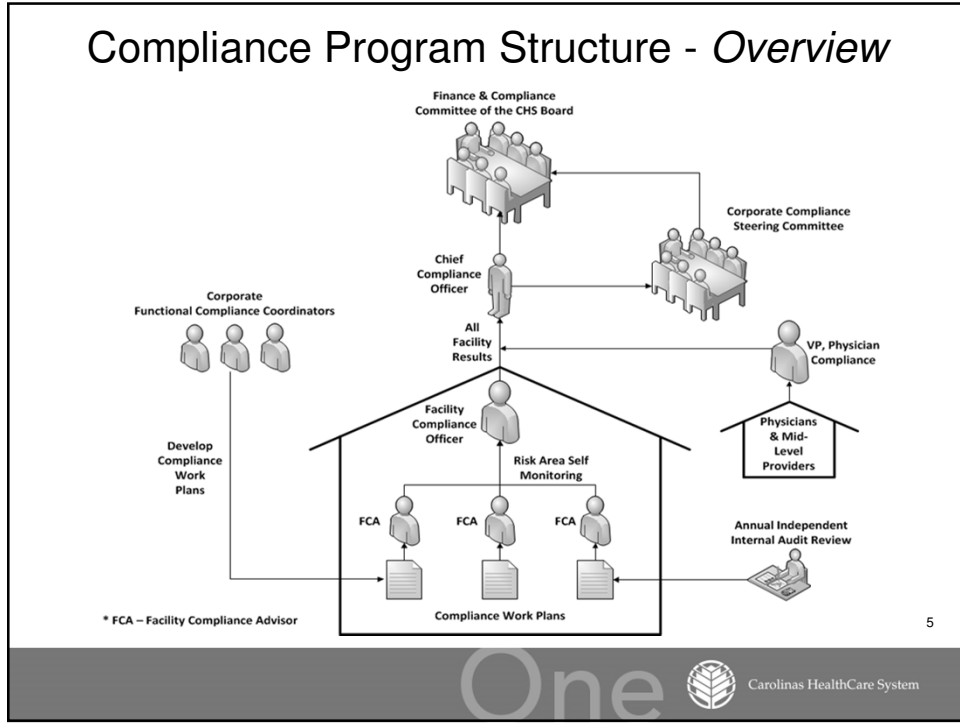 Compliance Program Structure - Overview
Finance & Compliance
Committee of the CHS Board
Corporate Compliance
Steering Committee
Chief
Compliance
Officer
Corporate
Functional Compliance Coordinators
All
Facility
Results
VP, Physician
Compliance
Facility
Compliance
Officer
Physicians
& Mid-
Level
Providers
Develop
Compliance
Work
Plans
Risk Area Self
Monitoring
FCA
FCA
FCA
Annual Independent
Internal Audit Review
Compliance Work Plans
* FCA – Facility Compliance Advisor
5
One
Carolinas HealthCare System